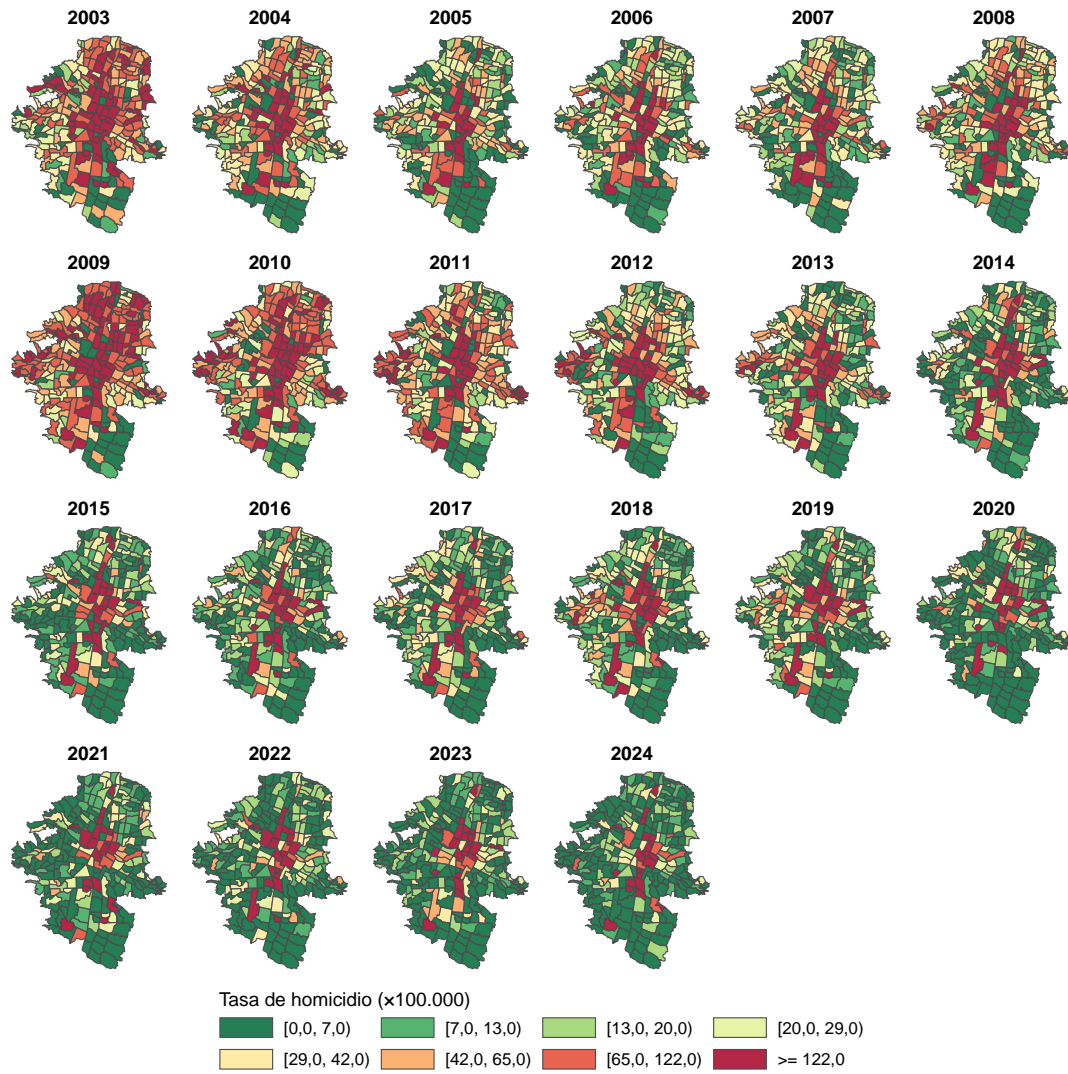 2003 2004 2005 2006 2007 2008
2009 2010 2011 2012 2013 2014
2015 2016 2017 2018 2019 2020
2021 2022 2023 2024
Tasa de homicidio (×100.000)
[0,0, 7,0) [7,0, 13,0) [13,0, 20,0) [20,0, 29,0)
[29,0, 42,0) [42,0, 65,0) [65,0, 122,0) >= 122,0